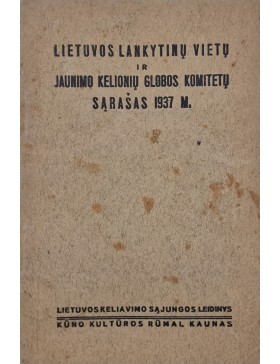 LIETUVOS LANKYTINŲ VIETŲ
IR
JAUNIMO KELIONIŲ GLOBOS KOMITETŲ
SĄRAŠAS 1937 M.
LIETUVOS KELIAVIMO SĄJUNGOS LEIDINYS
KŪNO KULTŪROS RŪMAI, KAUNAS